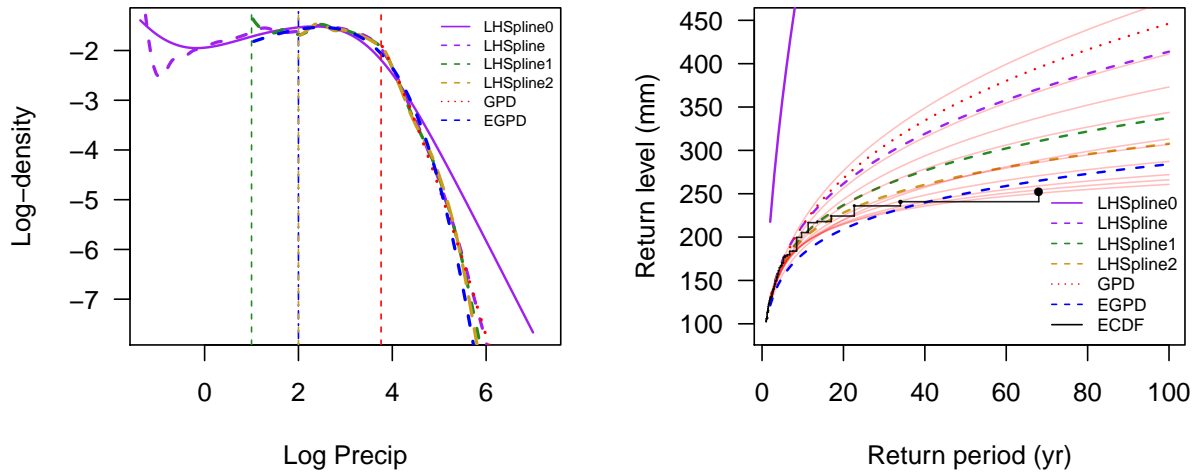 Log−density
−2
−3
−4
−5
−6
−7
0
2
4
6
Log Precip
LHSpline0
LHSpline
LHSpline1
LHSpline2
GPD
EGPD
Return level (mm)
450
400
350
300
250
200
150
100
0
20
40
60
80
100
Return period (yr)
LHSpline0
LHSpline
LHSpline1
LHSpline2
GPD
EGPD
ECDF